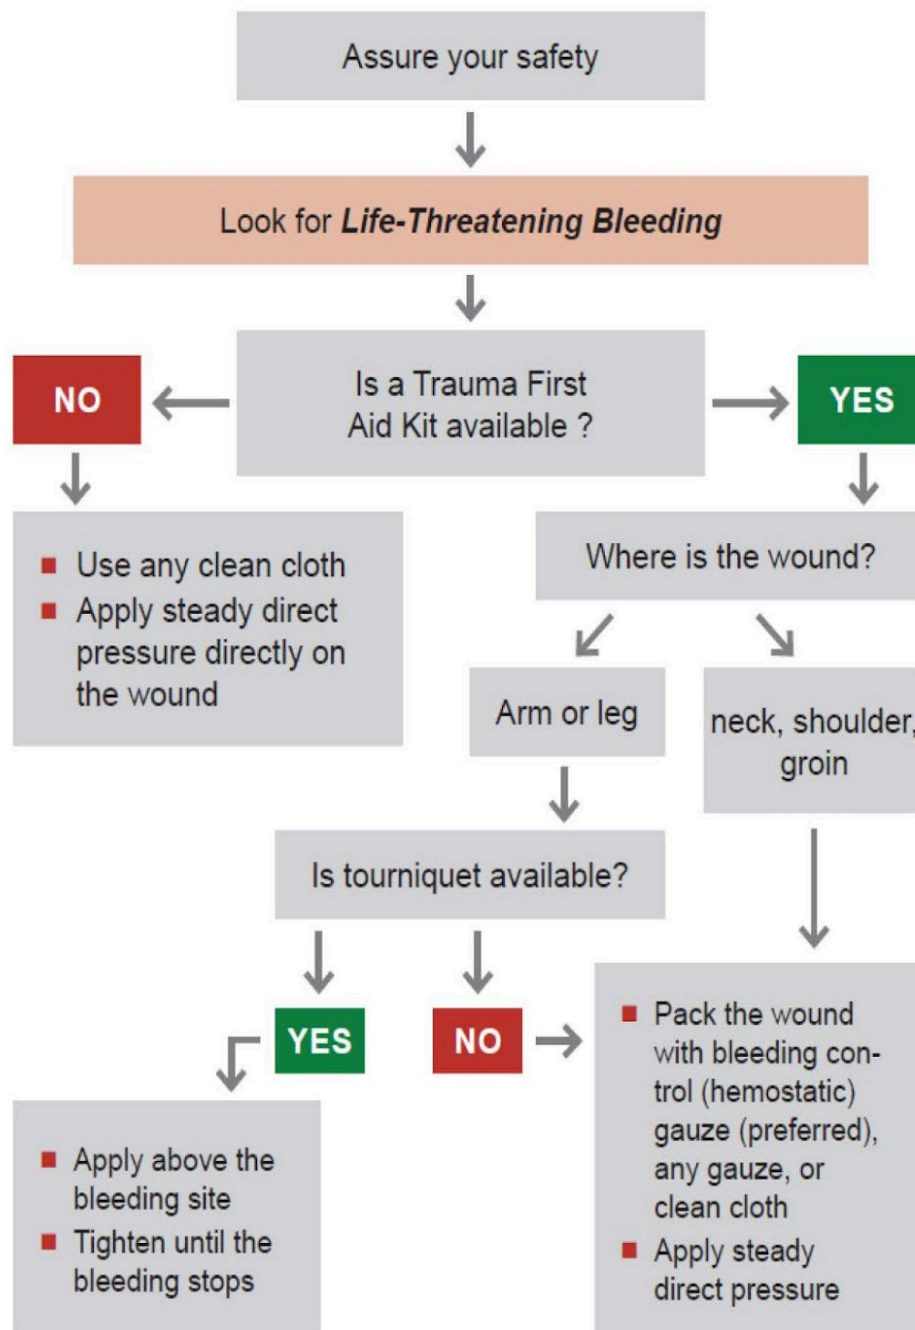 Assure your safety
Look for Life-Threatening Bleeding
Is a Trauma First
Aid Kit available ?
NO
YES
■ Use any clean cloth
■ Apply steady direct
pressure directly on
the wound
Where is the wound?
Arm or leg
neck, shoulder,
groin
Is tourniquet available?
YES
NO
■ Apply above the
bleeding site
■ Tighten until the
bleeding stops
■ Pack the wound
with bleeding con-
trol (hemostatic)
gauze (preferred),
any gauze, or
clean cloth
■ Apply steady
direct pressure